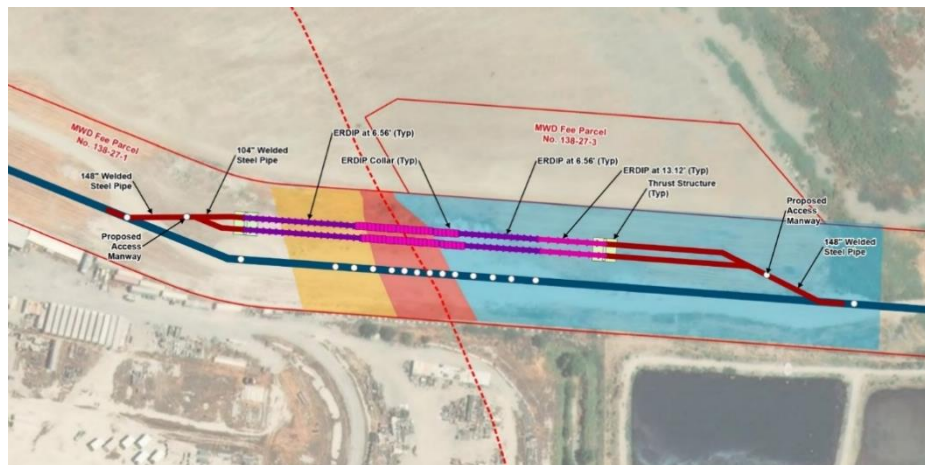 MWD Fee Parcel
No. 138-27-1
104" Welded
Steel Pipe
148" Welded
Steel Pipe
Proposed
Access
Manway
ERDIP at 6.56' (Typ)
ERDIP Collar (Typ)
MWD Fee Parcel
No. 138-27-3
ERDIP at 6.56' (Typ)
ERDIP at 13.12' (Typ)
Thrust Structure
(Typ)
Proposed
Access
Manway
148" Welded
Steel Pipe